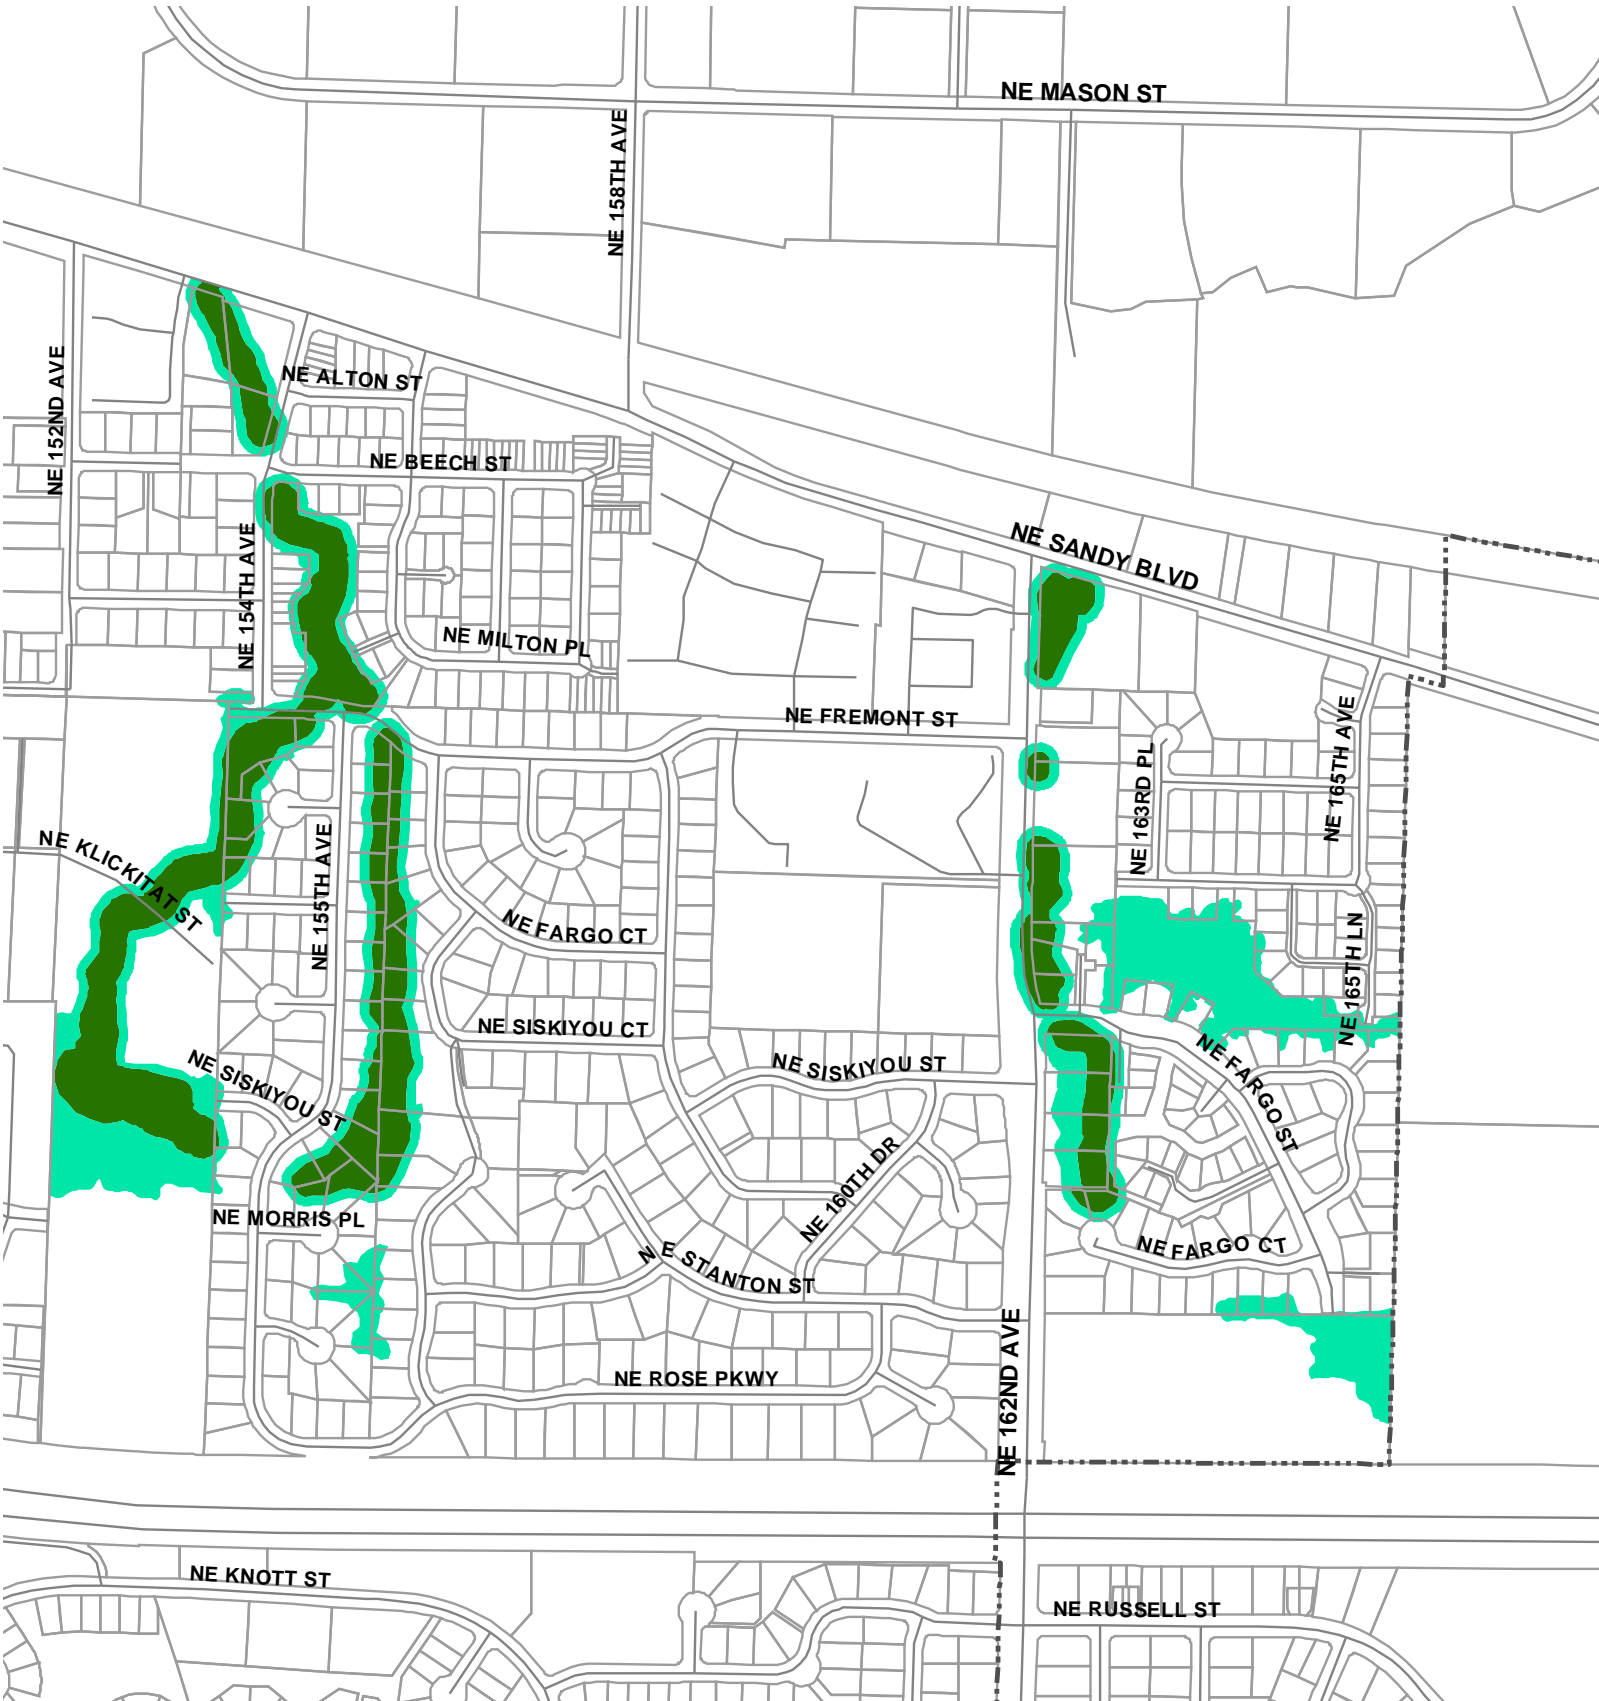 NE MASON ST
NE 158TH AVE
NE 152ND AVE
NE ALTON ST
NE BEECH ST
NE SANDY BLVD
NE 154TH AVE
NE MILTON PL
NE FREMONT ST
NE 163RD PL
NE 165TH AVE
NE KLICKITAT ST
NE 155TH AVE
NE FARGO CT
NE 165TH LN
NE SISKIYOU CT
NE SISKIYOU ST
NE SISKIYOU ST
NE FARGO ST
NE 160TH DR
NE MORRIS PL
NE STANTON ST
NE FARGO CT
NE 162ND AVE
NE ROSE PKWY
NE KNOTT ST
NE RUSSELL ST